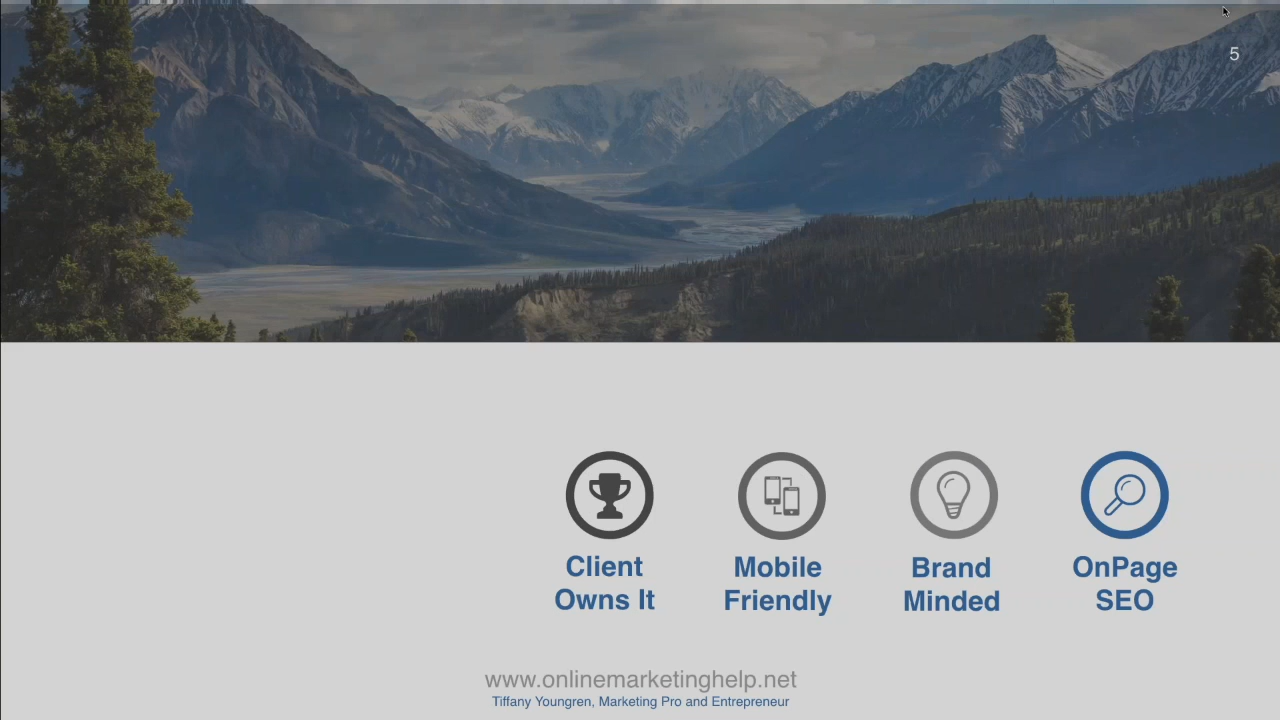 5
Client
Owns It
Mobile
Friendly
Brand
Minded
OnPage
SEO
www.onlinemarketinghelp.net
Tiffany Youngren, Marketing Pro and Entrepreneur